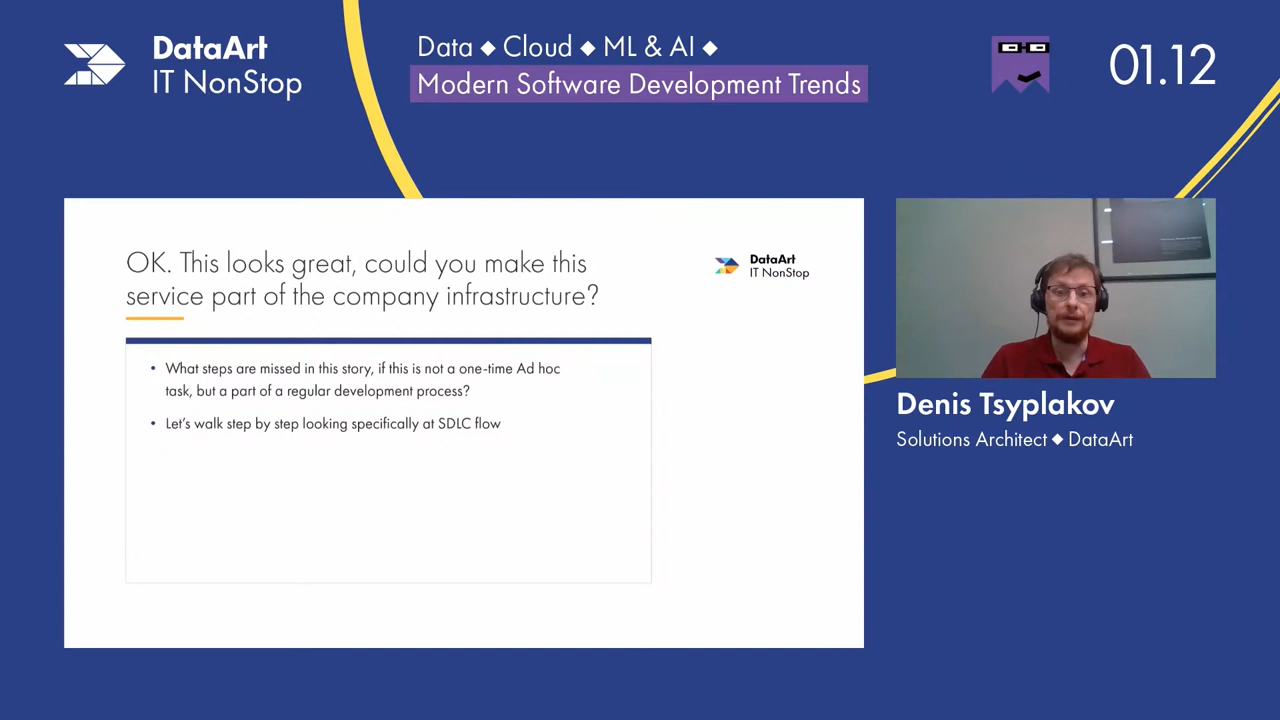 DataArt
IT NonStop
Data ◆ Cloud ◆ ML & AI ◆
Modern Software Development Trends
01.12
OK. This looks great, could you make this
service part of the company infrastructure?
DataArt
IT NonStop
• What steps are missed in this story, if this is not a one-time Ad hoc
task, but a part of a regular development process?
• Let's walk step by step looking specifically at SDLC flow
Denis Tsyplakov
Solutions Architect ◆ DataArt